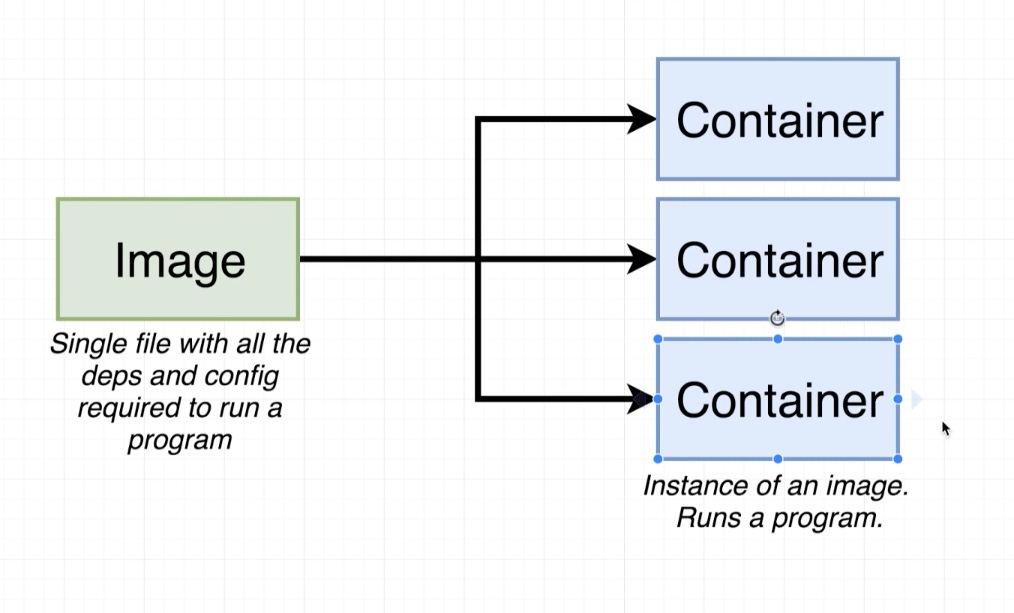 Container
Image
Container
Single file with all the
deps and config
required to run a
program
Container
Instance of an image.
Runs a program.